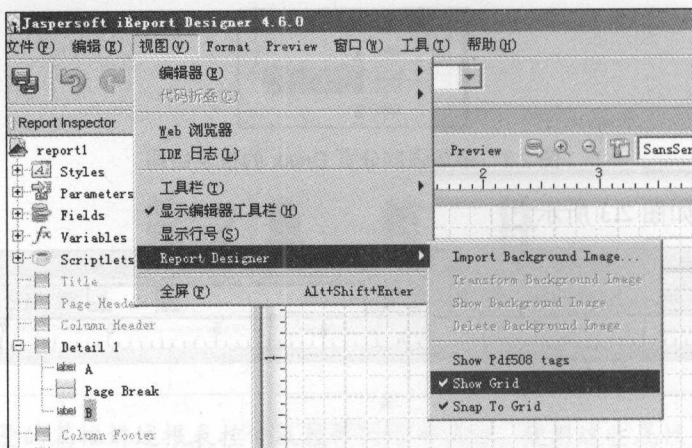 Jaspersoft iReport Designer 4.6.0
文件(F) 编辑(E) 视图(V) Format Preview 窗口(W) 工具(T) 帮助(H)
编辑器(E)
代码折叠(C)
Report Inspector
Web 浏览器
IDE 日志(L)
Preview SansSer
report1
2 3
Styles
Parameters
工具栏(T)
Fields
显示编辑器工具栏(H)
Variables
显示行号(S)
Scriptlets
Report Designer
Import Background Image...
Title
Transform Background Image
Page Header
全屏(F) Alt+Shift+Enter
Show Background Image
Column Header
Delete Background Image
Detail 1
Show Pdf508 tags
label A
Show Grid
Page Break
Snap To Grid
label B
Column Footer